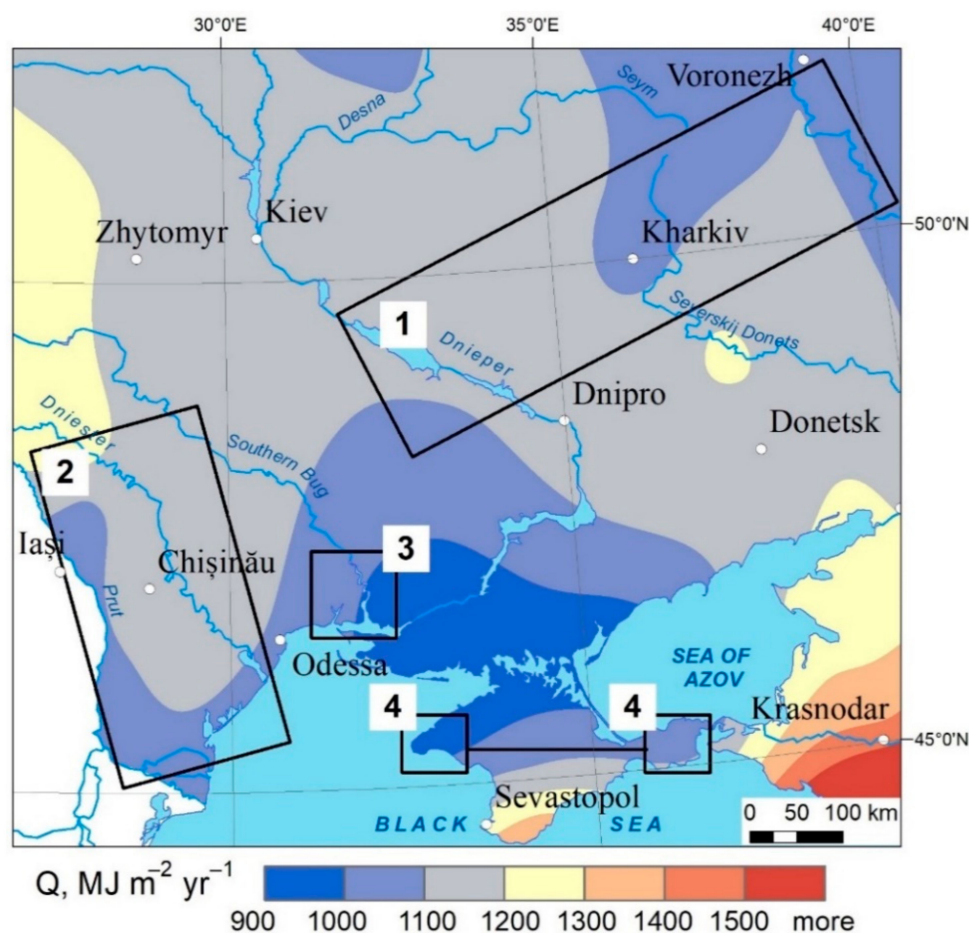 30°0'E 35°0'E 40°0'E
Voronezh
Desna
Seym
Kiev
Zhytomyr
Kharkiv
50°0'N
1
Dnieper
Severskij Donets
Dnipro
Donetsk
Dniester
Southern Bug
2
Iași
Chișinău
3
Prut
Odessa
SEA OF
AZOV
4
4
Krasnodar
45°0'N
Sevastopol
BLACK SEA
0 50 100 km
Q, MJ m⁻² yr⁻¹
900 1000 1100 1200 1300 1400 1500 more